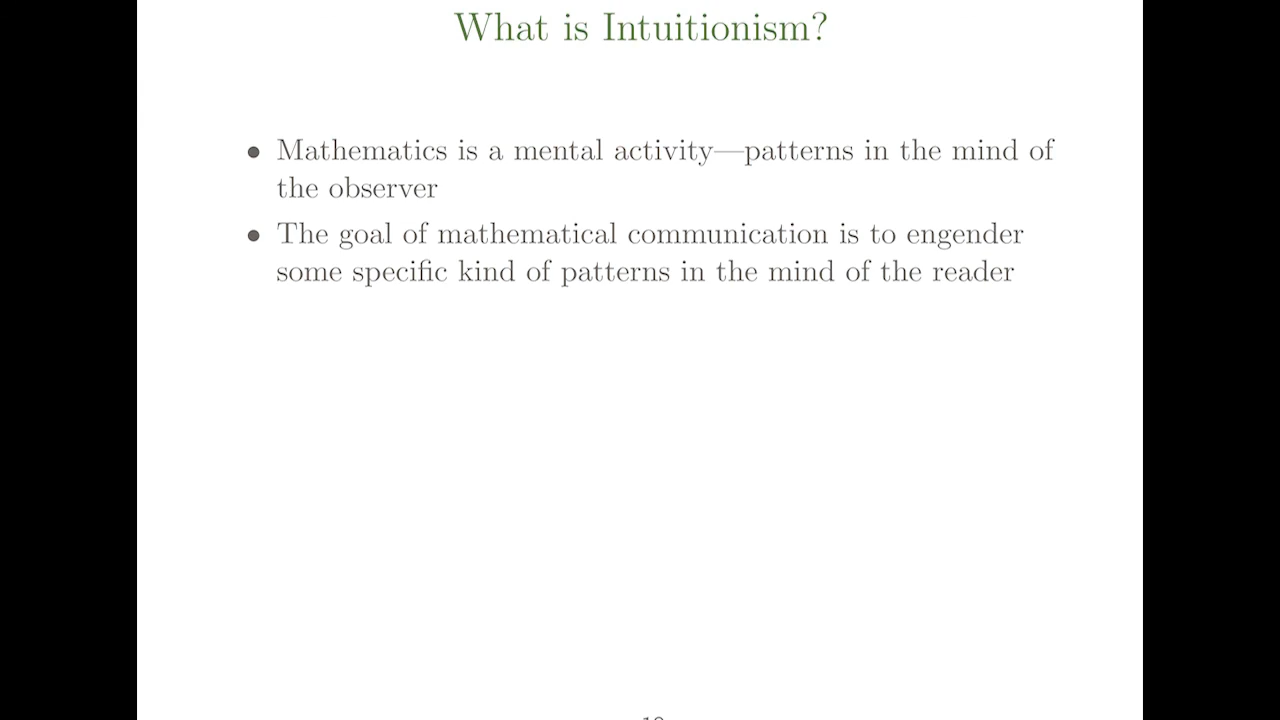 What is Intuitionism?
• Mathematics is a mental activity—patterns in the mind of
the observer
• The goal of mathematical communication is to engender
some specific kind of patterns in the mind of the reader